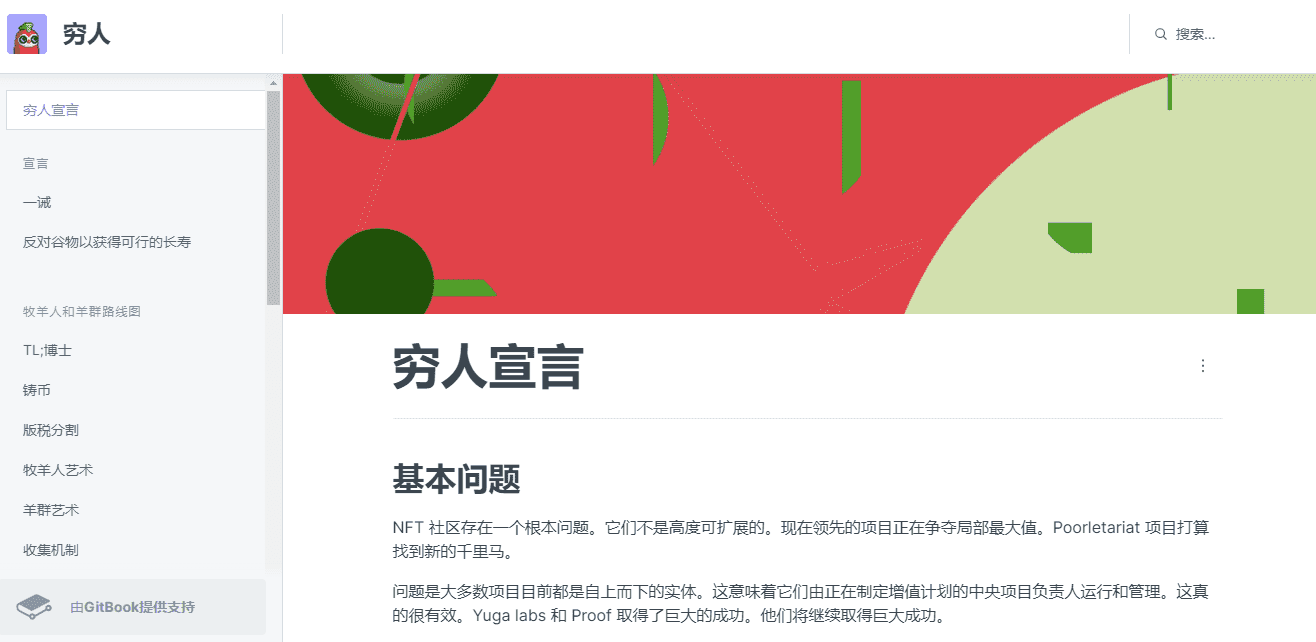 穷人
搜索...
穷人宣言
宣言
一诫
反对谷物以获得可行的长寿
牧羊人和羊群路线图
TL;博士
铸币
版税分割
牧羊人艺术
羊群艺术
收集机制
由GitBook提供支持
穷人宣言
基本问题
NFT 社区存在一个根本问题。它们不是高度可扩展的。现在领先的项目正在争夺局部最大值。Poorletariat 项目打算
找到新的千里马。
问题是大多数项目目前都是自上而下的实体。这意味着它们由正在制定增值计划的中央项目负责人运行和管理。这真
的很有效。Yuga labs 和 Proof 取得了巨大的成功。他们将继续取得巨大成功。